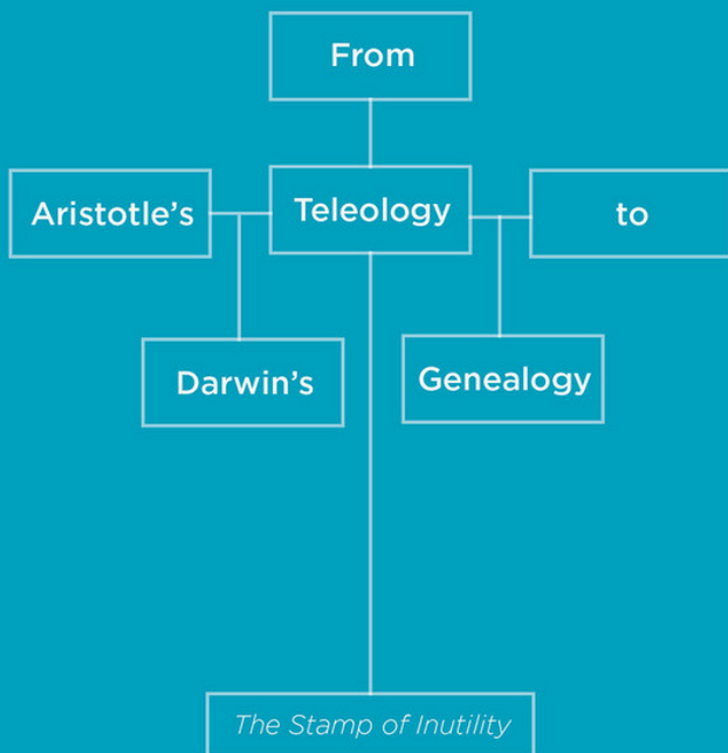 From
Aristotle’s Teleology to
Darwin’s Genealogy
The Stamp of Inutility